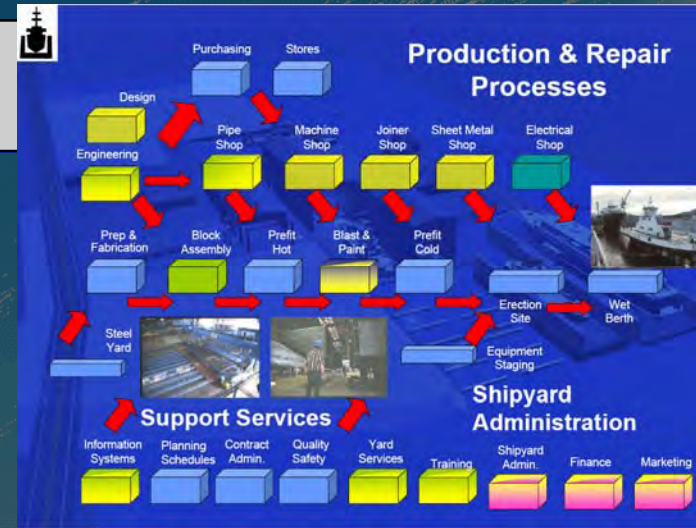 Production & Repair
Processes
Purchasing
Stores
Design
Engineering
Pipe
Shop
Machine
Shop
Joiner
Shop
Sheet Metal
Shop
Electrical
Shop
Prep &
Fabrication
Block
Assembly
Prefit
Hot
Blast &
Paint
Prefit
Cold
Erection
Site
Wet
Berth
Steel
Yard
Equipment
Staging
Support Services
Shipyard
Administration
Information
Systems
Planning
Schedules
Contract
Admin.
Quality
Safety
Yard
Services
Training
Shipyard
Admin.
Finance
Marketing